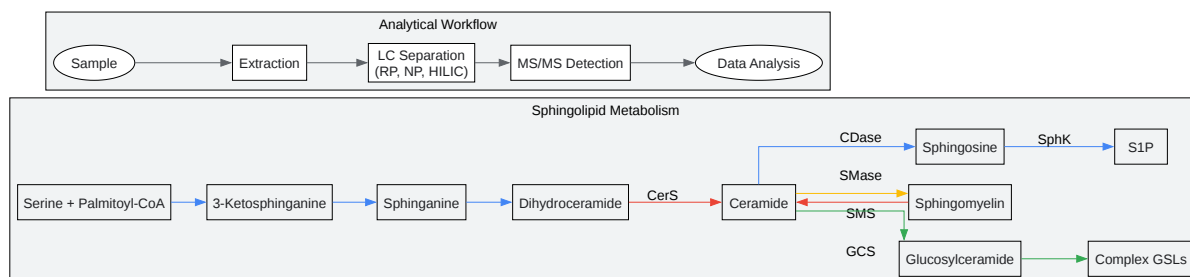 Analytical Workflow
Sample
Extraction
LC Separation
(RP, NP, HILIC)
MS/MS Detection
Data Analysis
Sphingolipid Metabolism
CDase
Sphingosine
SphK
S1P
SMase
Serine + Palmitoyl-CoA
3-Ketosphinganine
Sphinganine
Dihydroceramide
CerS
Ceramide
Sphingomyelin
SMS
GCS
Glucosylceramide
Complex GSLs